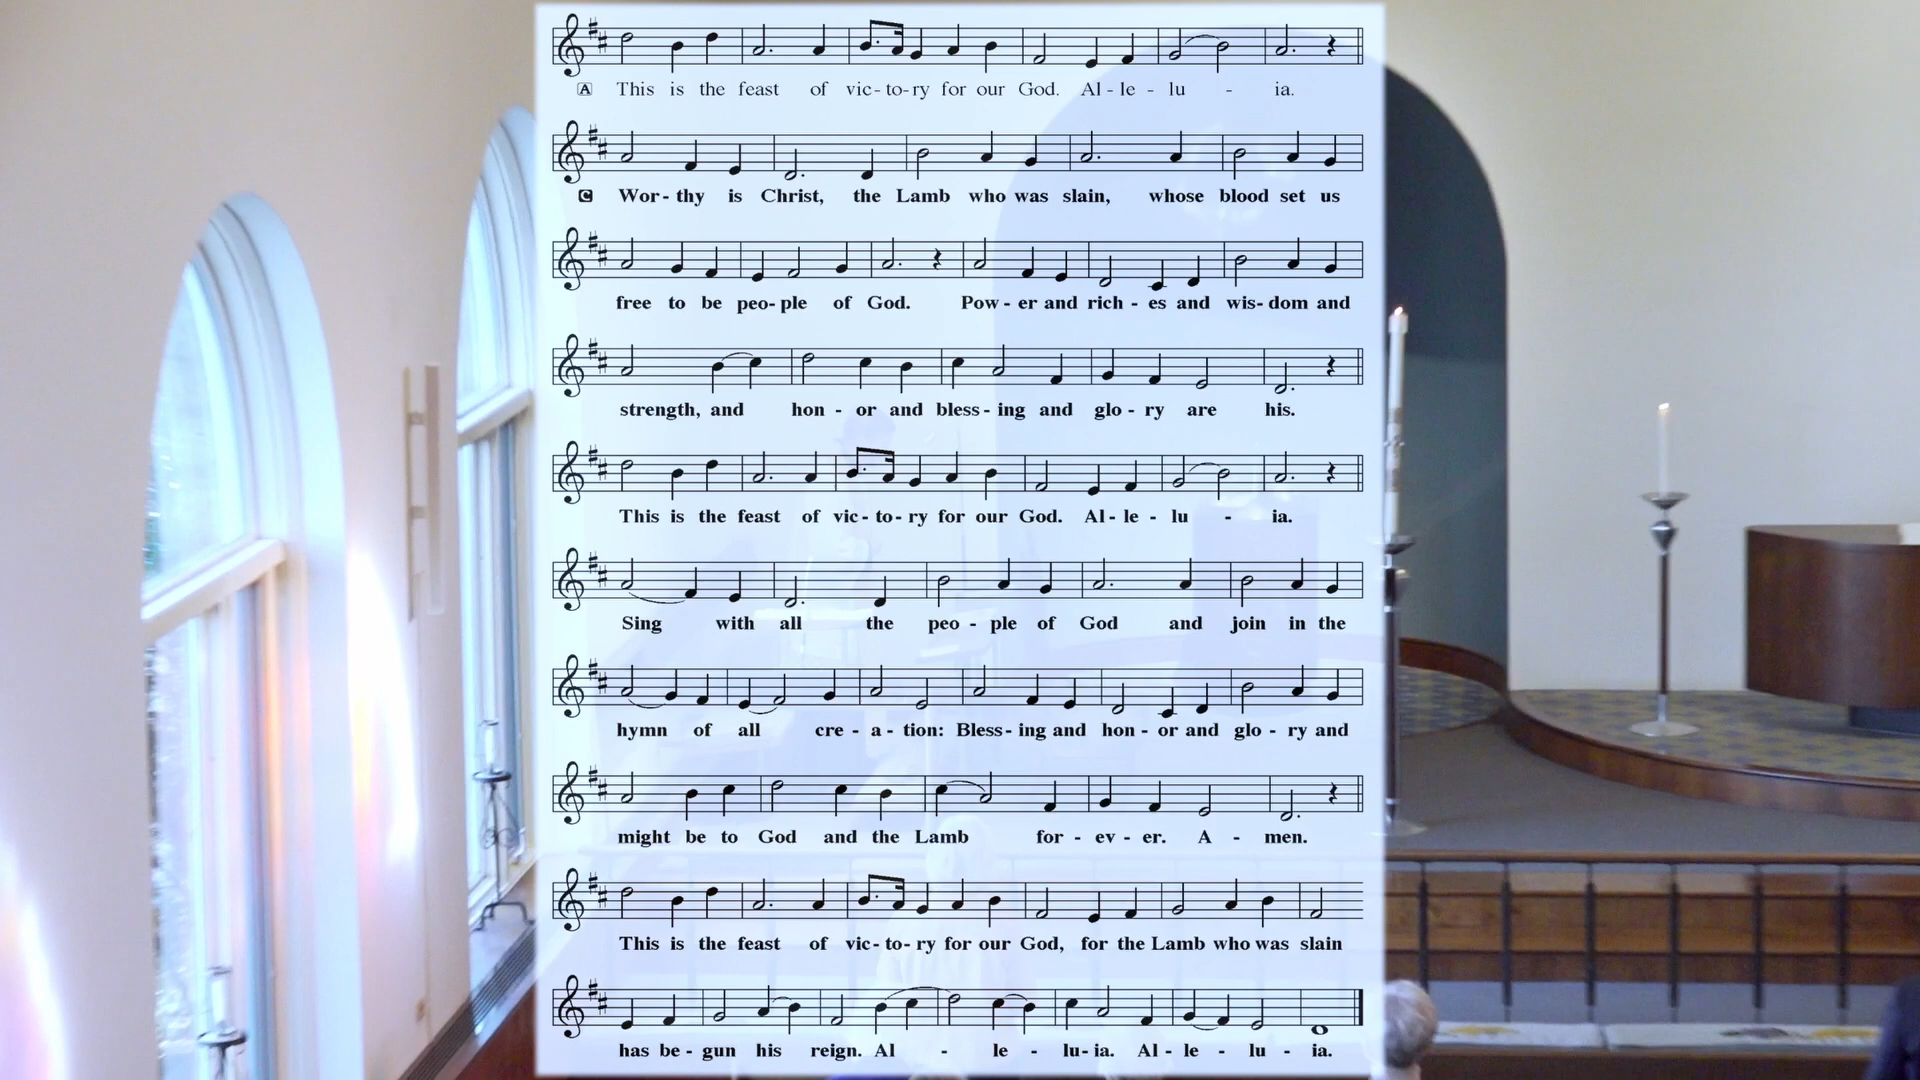 A This is the feast of vic-to-ry for our God. Al-le-lu-ia.
C Wor-thy is Christ, the Lamb who was slain, whose blood set us
free to be peo-ple of God. Pow-er and rich-es and wis-dom and
strength, and hon-or and bless-ing and glo-ry are his.
This is the feast of vic-to-ry for our God. Al-le-lu-ia.
Sing with all the peo-ple of God and join in the
hymn of all cre-a-tion: Bless-ing and hon-or and glo-ry and
might be to God and the Lamb for-ev-er. A-men.
This is the feast of vic-to-ry for our God, for the Lamb who was slain
has be-gun his reign. Al-le-lu-ia. Al-le-lu-ia.